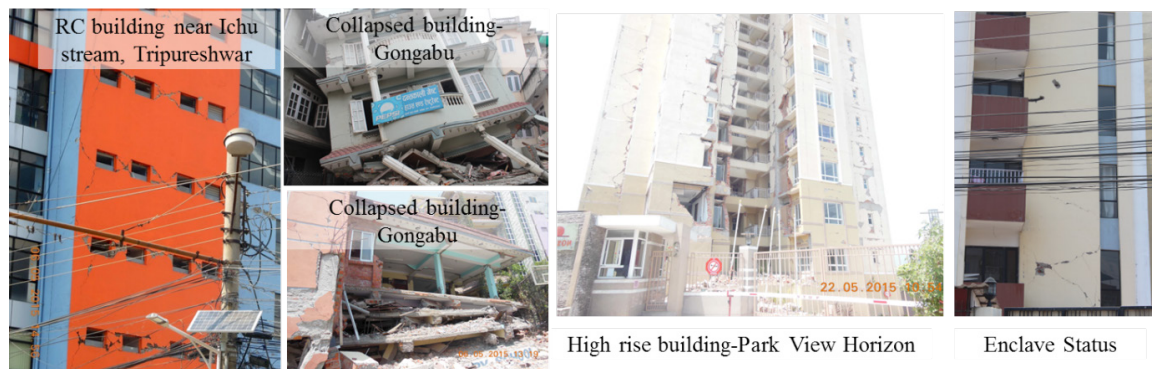 RC building near Ichu
stream, Tripureshwar
Collapsed building-
Gongabu
Collapsed building-
Gongabu
22.05.2015
High rise building-Park View Horizon
Enclave Status